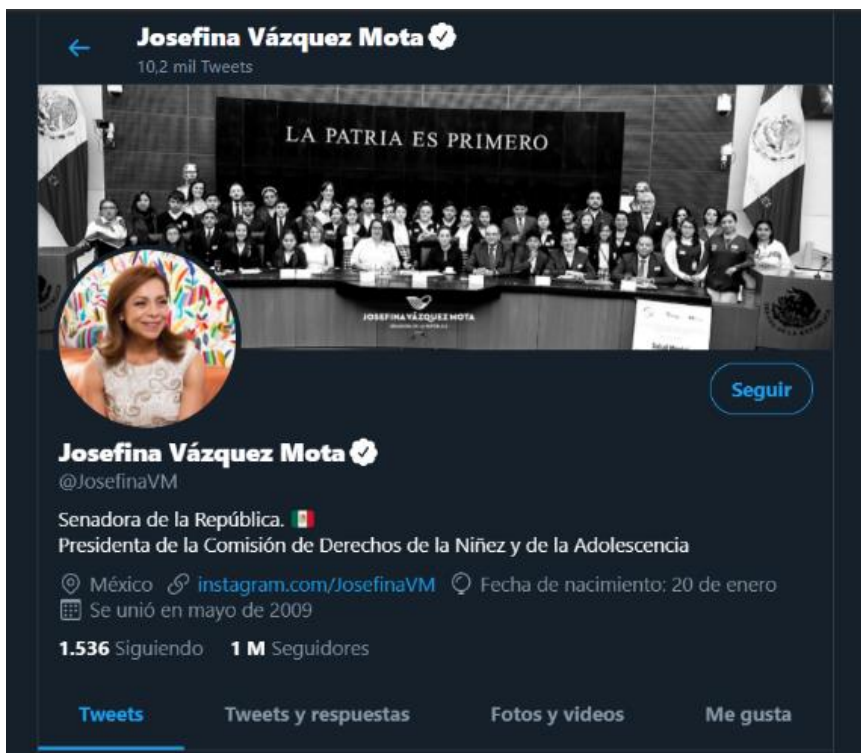 Josefina Vázquez Mota
10,2 mil Tweets
LA PATRIA ES PRIMERO
JOSEFINA VÁZQUEZ MOTA
Seguir
Josefina Vázquez Mota
@JosefinaVM
Senadora de la República.
Presidenta de la Comisión de Derechos de la Niñez y de la Adolescencia
México instagram.com/JosefinaVM Fecha de nacimiento: 20 de enero
Se unió en mayo de 2009
1.536 Siguiendo 1 M Seguidores
Tweets Tweets y respuestas Fotos y videos Me gusta